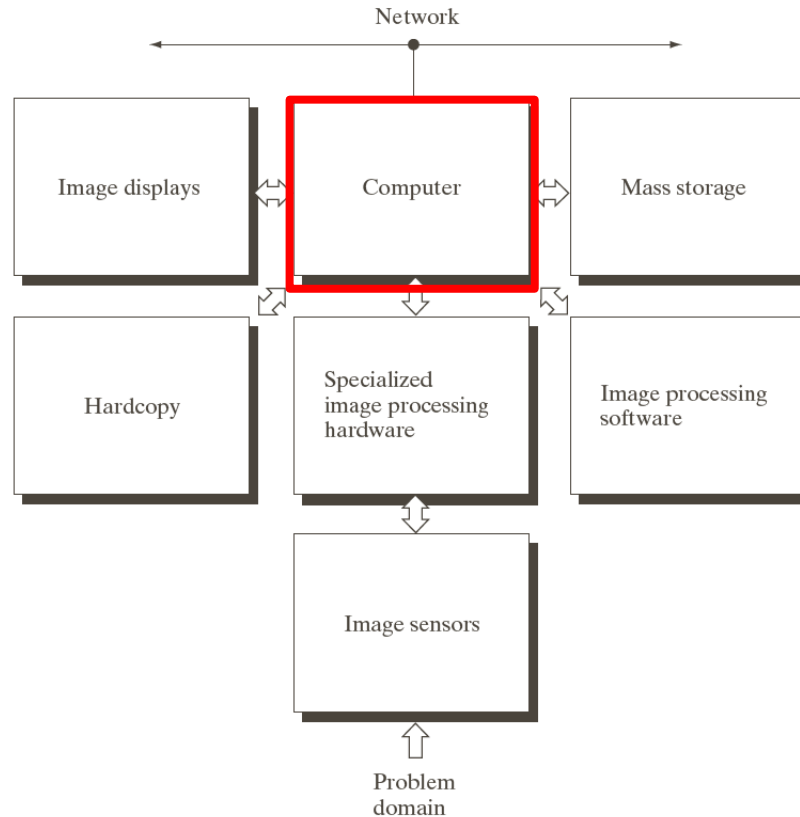 Network
Image displays
Computer
Mass storage
Hardcopy
Specialized
image processing
hardware
Image processing
software
Image sensors
Problem
domain